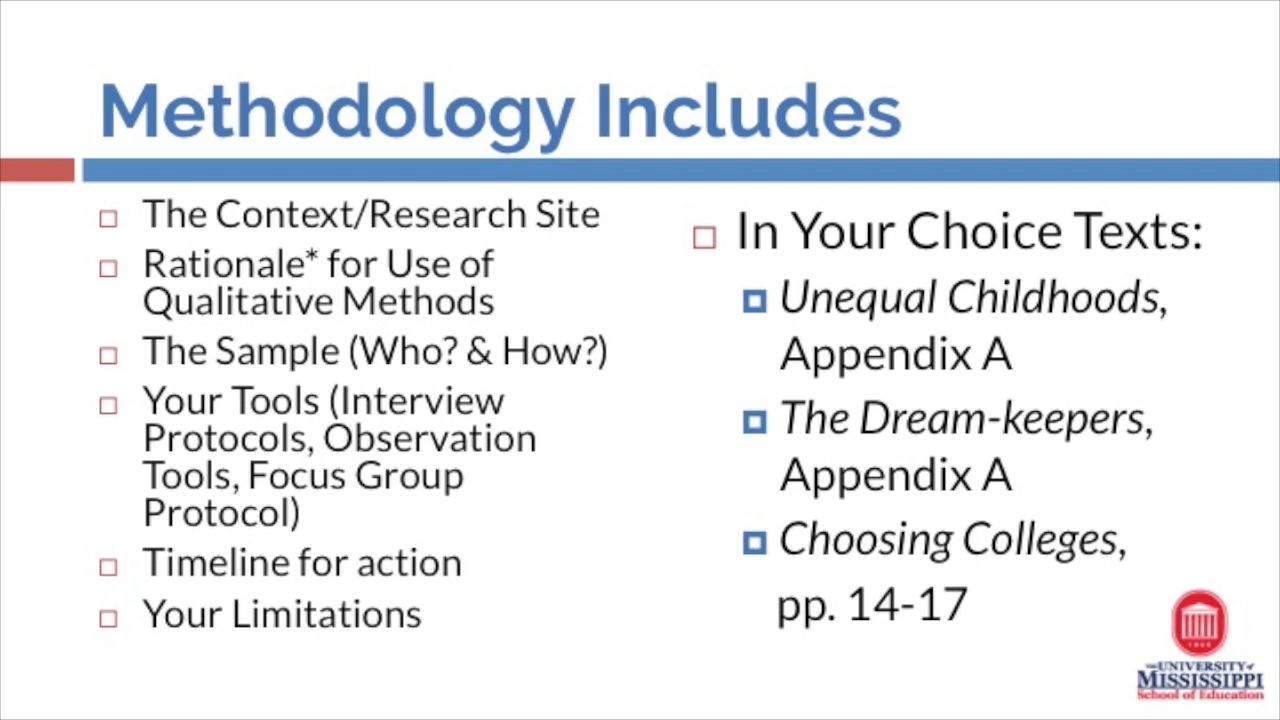 Methodology Includes
The Context/Research Site
Rationale* for Use of
Qualitative Methods
The Sample (Who? & How?)
Your Tools (Interview
Protocols, Observation
Tools, Focus Group
Protocol)
Timeline for action
Your Limitations
In Your Choice Texts:
Unequal Childhoods,
Appendix A
The Dream-keepers,
Appendix A
Choosing Colleges,
pp. 14-17
THE UNIVERSITY of
MISSISSIPPI
School of Education